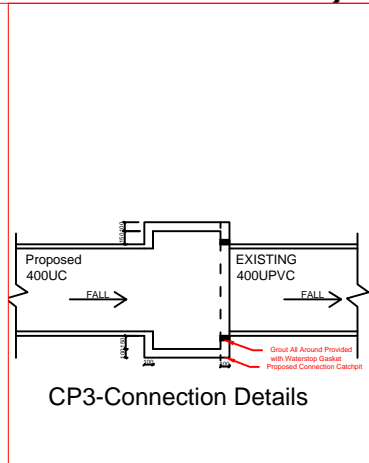 Proposed
400UC
EXISTING
400UPVC
FALL
FALL
100
Grout All Around Provided
with Waterstop Gasket
Proposed Connection Catchpit
CP3-Connection Details